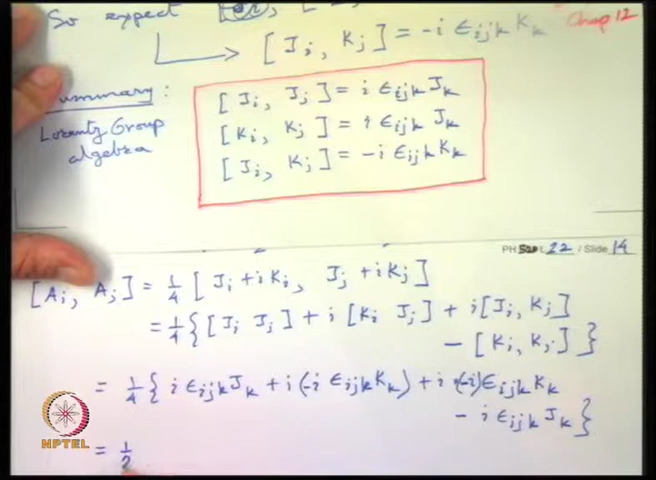 So expect
[J_i, K_j] = -i ε_ijk K_k
Chap 12
ummary :
Lorentz Group
algebra
[J_i, J_j] = i ε_ijk J_k
[K_i, K_j] = i ε_ijk J_k
[J_i, K_j] = -i ε_ijk K_k
PH 520 L 22 / Slide 14
[A_i, A_j] = 1/4 [J_i + i K_i, J_j + i K_j]
= 1/4 { [J_i J_j] + i [K_i J_j] + i [J_i, K_j]
- [K_i, K_j] }
= 1/4 { i ε_ijk J_k + i (-i ε_ijk K_k) + i (-i) ε_ijk K_k
- i ε_ijk J_k }
= 1/2
NPTEL